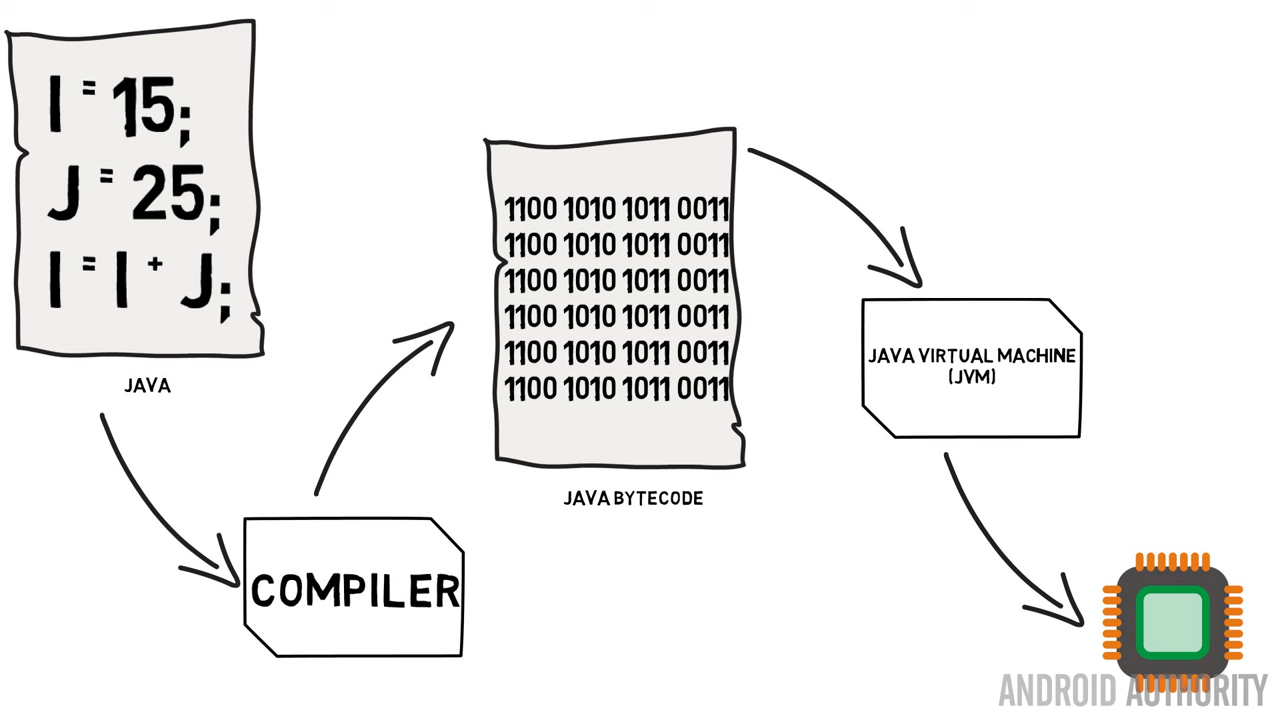 I = 15;
J = 25;
I = I + J;
JAVA
COMPILER
1100 1010 1011 0011
1100 1010 1011 0011
1100 1010 1011 0011
1100 1010 1011 0011
1100 1010 1011 0011
1100 1010 1011 0011
JAVA BYTECODE
JAVA VIRTUAL MACHINE
(JVM)
ANDROID AUTHORITY